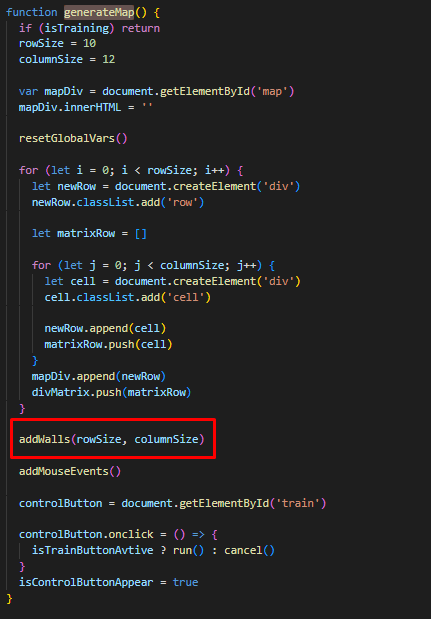 function generateMap() {
if (isTraining) return
rowSize = 10
columnSize = 12
var mapDiv = document.getElementById('map')
mapDiv.innerHTML = ''
resetGlobalVars()
for (let i = 0; i < rowSize; i++) {
let newRow = document.createElement('div')
newRow.classList.add('row')
let matrixRow = []
for (let j = 0; j < columnSize; j++) {
let cell = document.createElement('div')
cell.classList.add('cell')
newRow.append(cell)
matrixRow.push(cell)
}
mapDiv.append(newRow)
divMatrix.push(matrixRow)
}
addWalls(rowSize, columnSize)
addMouseEvents()
controlButton = document.getElementById('train')
controlButton.onclick = () => {
isTrainButtonAvtive ? run() : cancel()
}
isControlButtonAppear = true
}